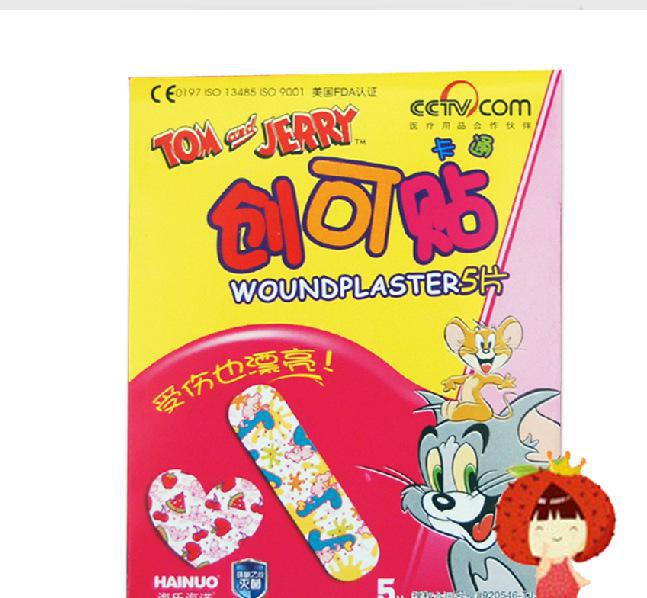 CE0197 ISO 13485 ISO 9001 美国FDA认证
CCTV.com
医疗用品合作伙伴
TOM and JERRY™
卡通
创可贴
WOUNDPLASTER5片
受伤也漂亮!
HAINUO®
灭菌
5